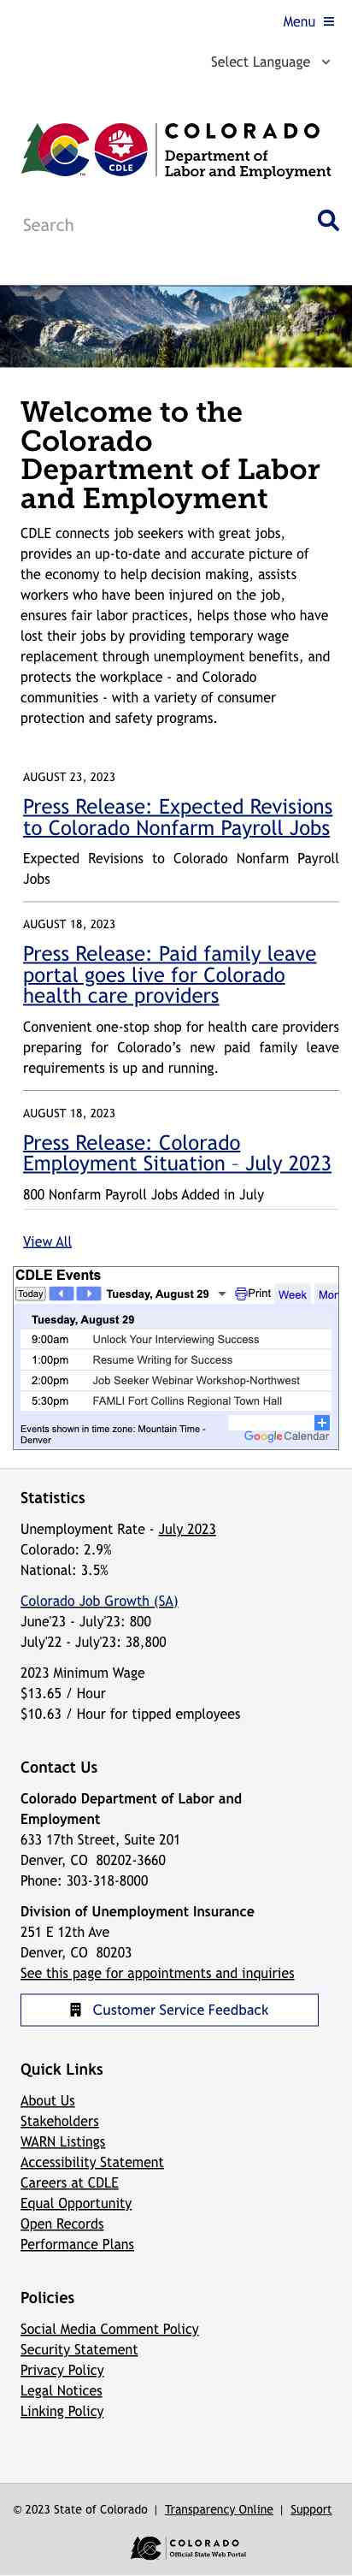 Menu
Select Language
CDLE
COLORADO
Department of
Labor and Employment
Search
Welcome to the
Colorado
Department of Labor
and Employment
CDLE connects job seekers with great jobs,
provides an up-to-date and accurate picture of
the economy to help decision making, assists
workers who have been injured on the job,
ensures fair labor practices, helps those who have
lost their jobs by providing temporary wage
replacement through unemployment benefits, and
protects the workplace - and Colorado
communities - with a variety of consumer
protection and safety programs.
AUGUST 23, 2023
Press Release: Expected Revisions
to Colorado Nonfarm Payroll Jobs
Expected Revisions to Colorado Nonfarm Payroll
Jobs
AUGUST 18, 2023
Press Release: Paid family leave
portal goes live for Colorado
health care providers
Convenient one-stop shop for health care providers
preparing for Colorado’s new paid family leave
requirements is up and running.
AUGUST 18, 2023
Press Release: Colorado
Employment Situation – July 2023
800 Nonfarm Payroll Jobs Added in July
View All
CDLE Events
Today Tuesday, August 29 Print Week Mon
Tuesday, August 29
9:00am Unlock Your Interviewing Success
1:00pm Resume Writing for Success
2:00pm Job Seeker Webinar Workshop-Northwest
5:30pm FAMLI Fort Collins Regional Town Hall
Events shown in time zone: Mountain Time -
Denver
Google Calendar
Statistics
Unemployment Rate - July 2023
Colorado: 2.9%
National: 3.5%
Colorado Job Growth (SA)
June'23 - July'23: 800
July'22 - July'23: 38,800
2023 Minimum Wage
$13.65 / Hour
$10.63 / Hour for tipped employees
Contact Us
Colorado Department of Labor and
Employment
633 17th Street, Suite 201
Denver, CO 80202-3660
Phone: 303-318-8000
Division of Unemployment Insurance
251 E 12th Ave
Denver, CO 80203
See this page for appointments and inquiries
Customer Service Feedback
Quick Links
About Us
Stakeholders
WARN Listings
Accessibility Statement
Careers at CDLE
Equal Opportunity
Open Records
Performance Plans
Policies
Social Media Comment Policy
Security Statement
Privacy Policy
Legal Notices
Linking Policy
© 2023 State of Colorado | Transparency Online | Support
COLORADO
Official State Web Portal